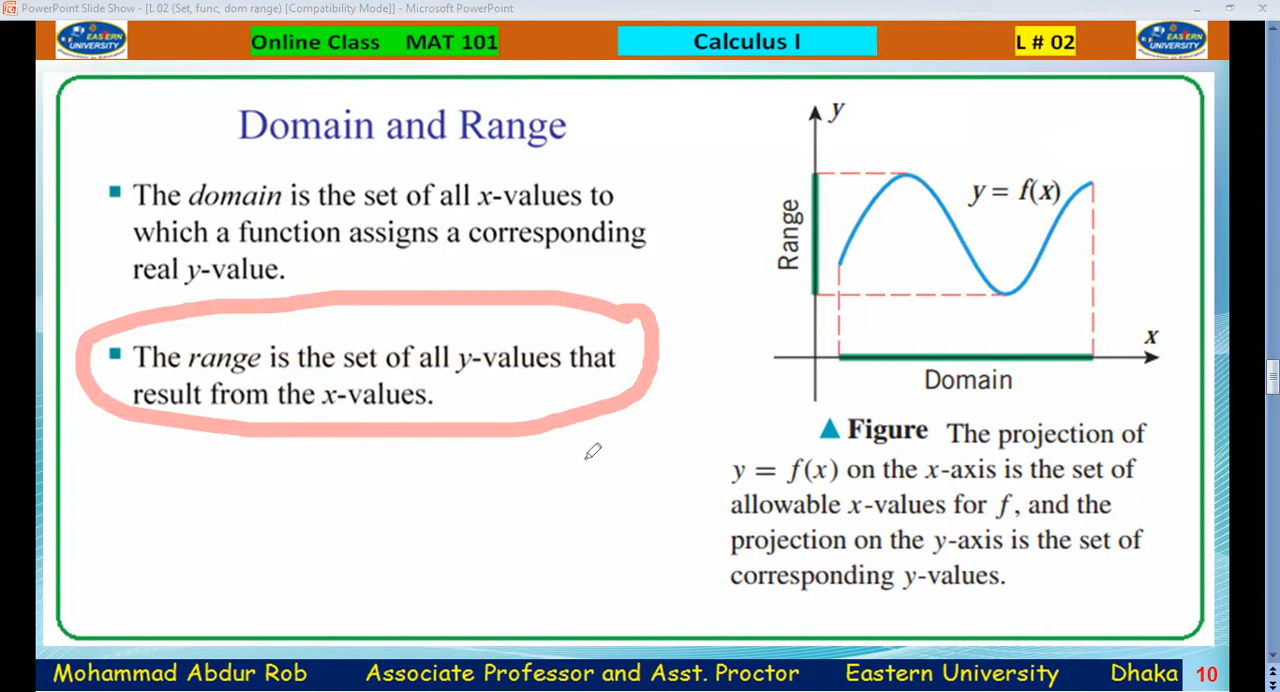 PowerPoint Slide Show - [L 02 (Set, func, dom range) [Compatibility Mode]] - Microsoft PowerPoint
EASTERN
UNIVERSITY
Online Class MAT 101
Calculus I
L # 02
EASTERN
UNIVERSITY
Domain and Range
The domain is the set of all x-values to
which a function assigns a corresponding
real y-value.
The range is the set of all y-values that
result from the x-values.
y
y = f(x)
Range
x
Domain
Figure The projection of
y = f(x) on the x-axis is the set of
allowable x-values for f, and the
projection on the y-axis is the set of
corresponding y-values.
Mohammad Abdur Rob Associate Professor and Asst. Proctor Eastern University Dhaka 10